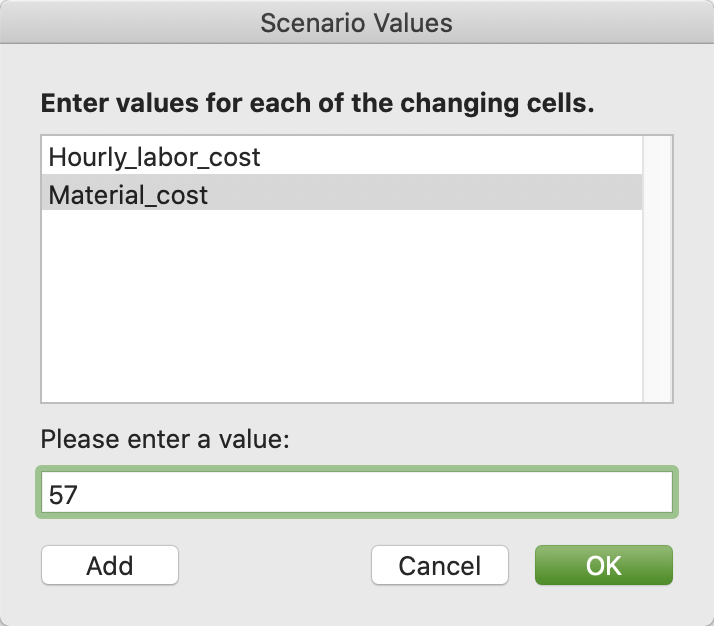 Scenario Values
Enter values for each of the changing cells.
Hourly_labor_cost
Material_cost
Please enter a value:
57
Add
Cancel
OK